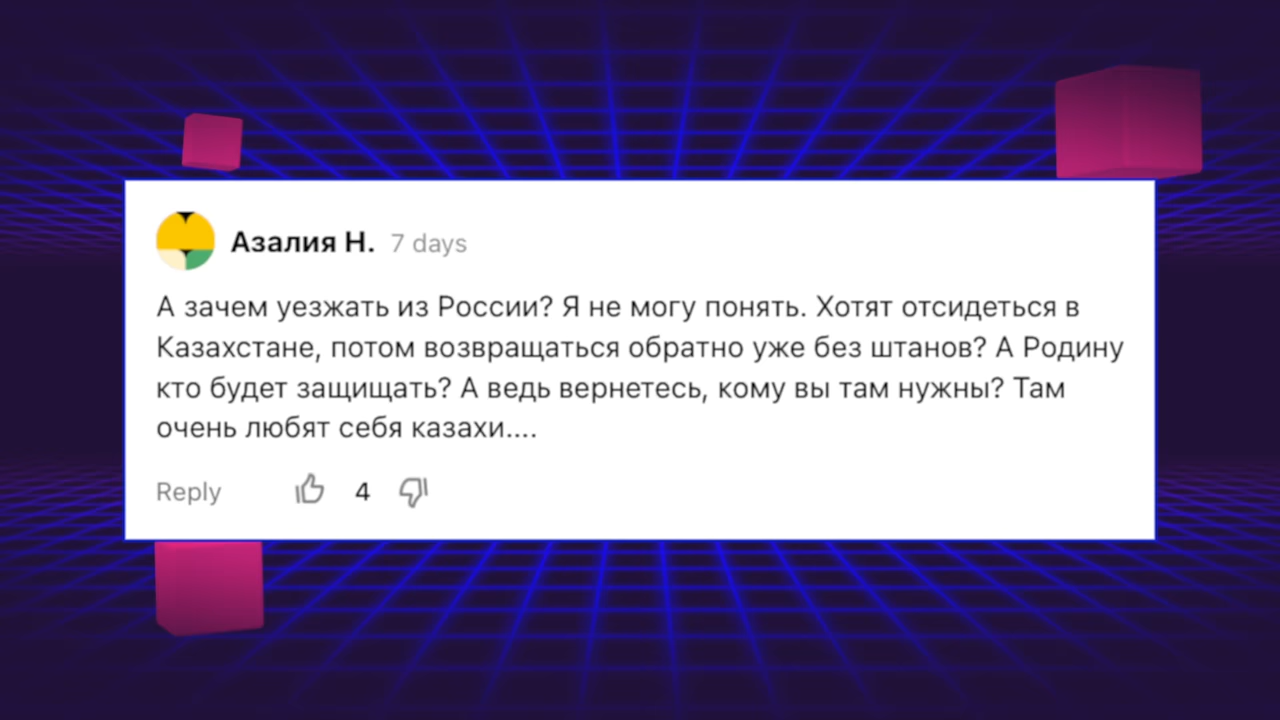 Азалия Н. 7 days
А зачем уезжать из России? Я не могу понять. Хотят отсидеться в
Казахстане, потом возвращаться обратно уже без штанов? А Родину
кто будет защищать? А ведь вернетесь, кому вы там нужны? Там
очень любят себя казахи....
Reply 4